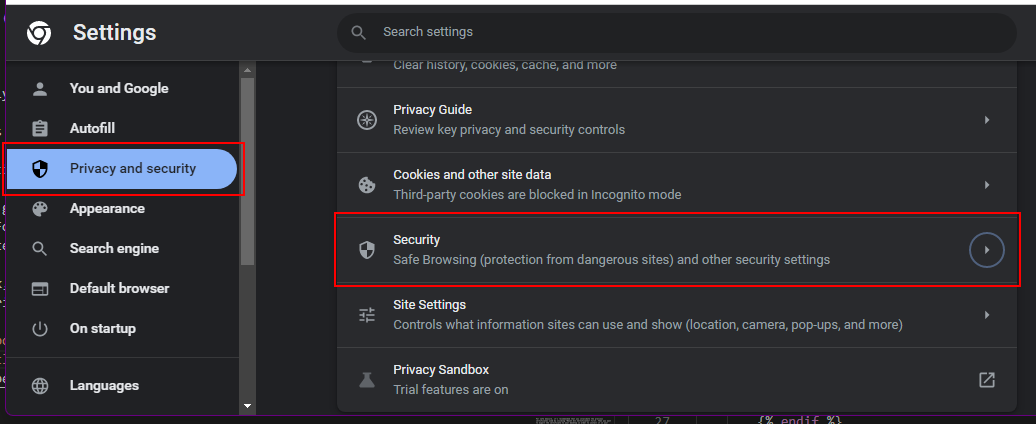 Settings
Search settings
You and Google
Autofill
Privacy and security
Appearance
Search engine
Default browser
On startup
Languages
Clear history, cookies, cache, and more
Privacy Guide
Review key privacy and security controls
Cookies and other site data
Third-party cookies are blocked in Incognito mode
Security
Safe Browsing (protection from dangerous sites) and other security settings
Site Settings
Controls what information sites can use and show (location, camera, pop-ups, and more)
Privacy Sandbox
Trial features are on
27 {% endif %}